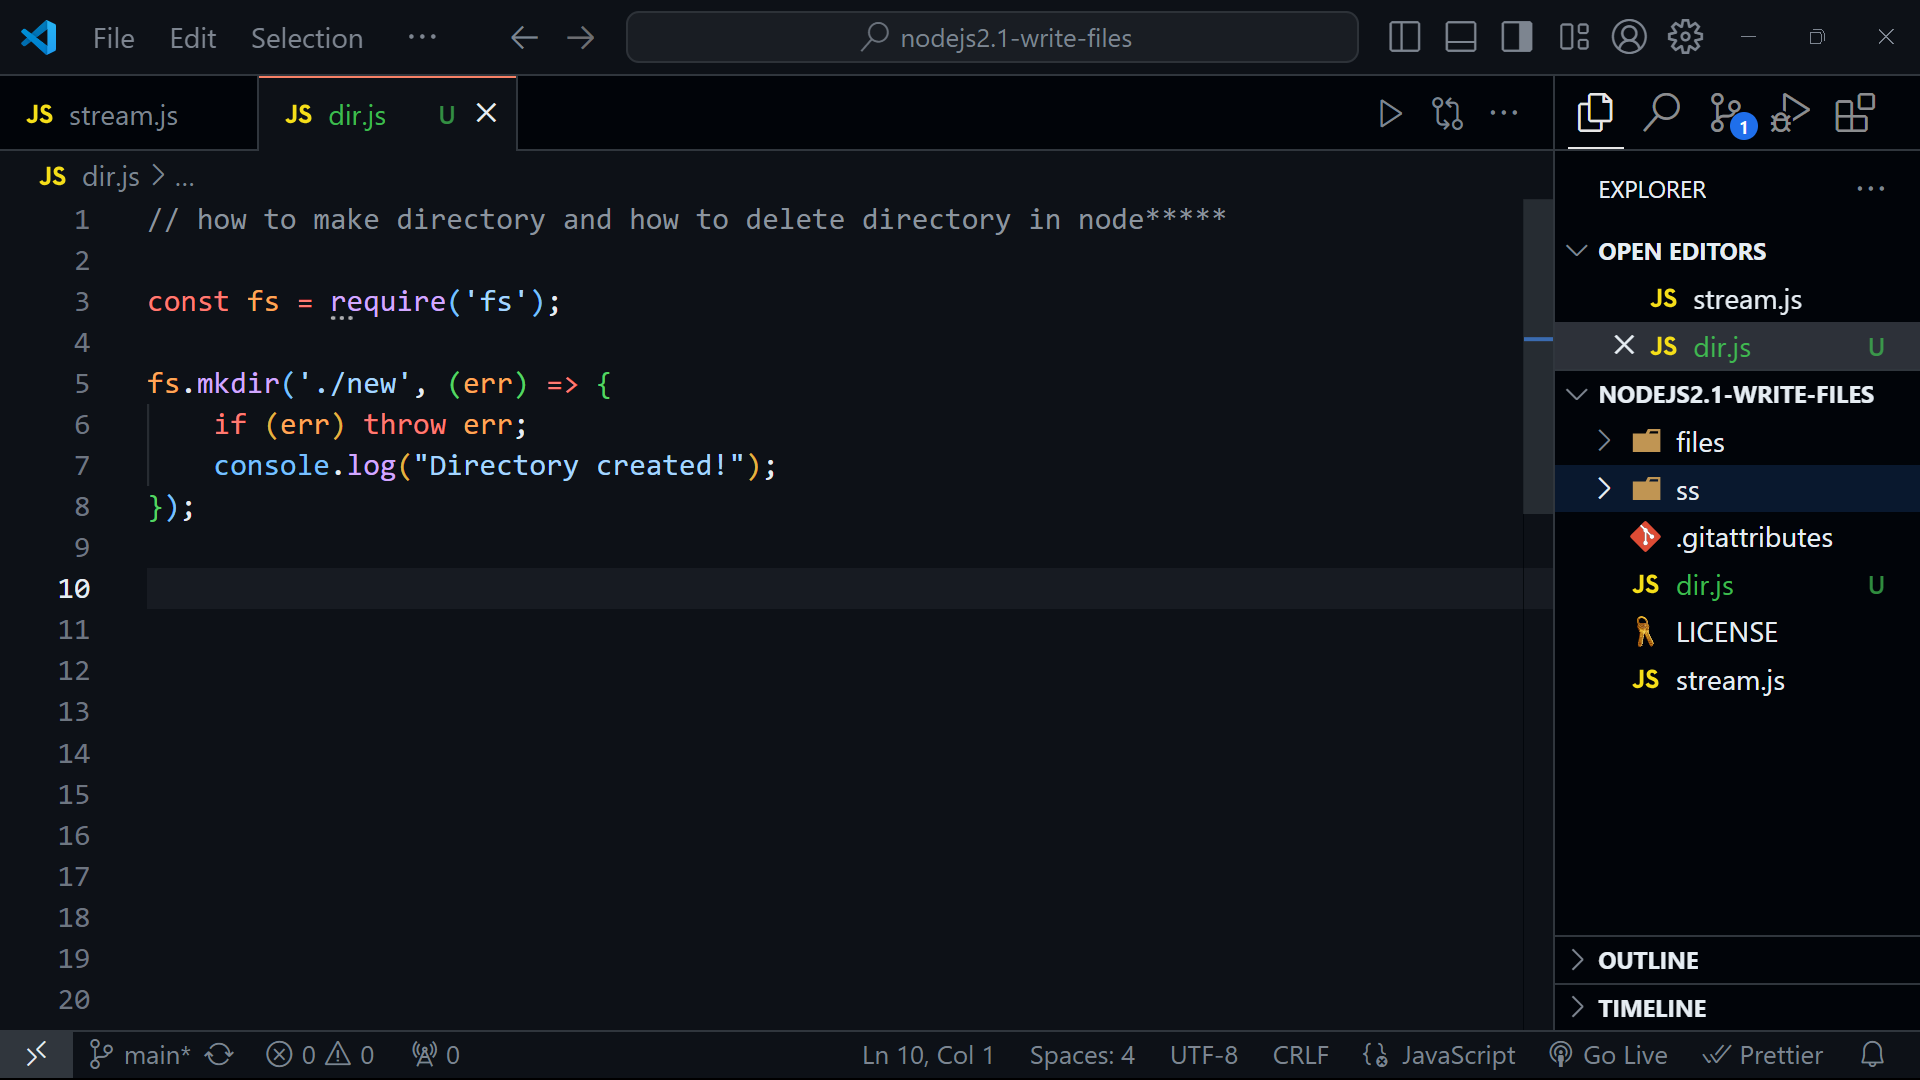 File Edit Selection ··· nodejs2.1-write-files
JS stream.js JS dir.js U
JS dir.js > ...
1 // how to make directory and how to delete directory in node*****
2
3 const fs = require('fs');
4
5 fs.mkdir('./new', (err) => {
6 if (err) throw err;
7 console.log("Directory created!");
8 });
9
10
11
12
13
14
15
16
17
18
19
20
1
EXPLORER ···
OPEN EDITORS
JS stream.js
JS dir.js U
NODEJS2.1-WRITE-FILES
files
ss
.gitattributes
JS dir.js U
LICENSE
JS stream.js
OUTLINE
TIMELINE
main* 0 0 0 Ln 10, Col 1 Spaces: 4 UTF-8 CRLF JavaScript Go Live Prettier